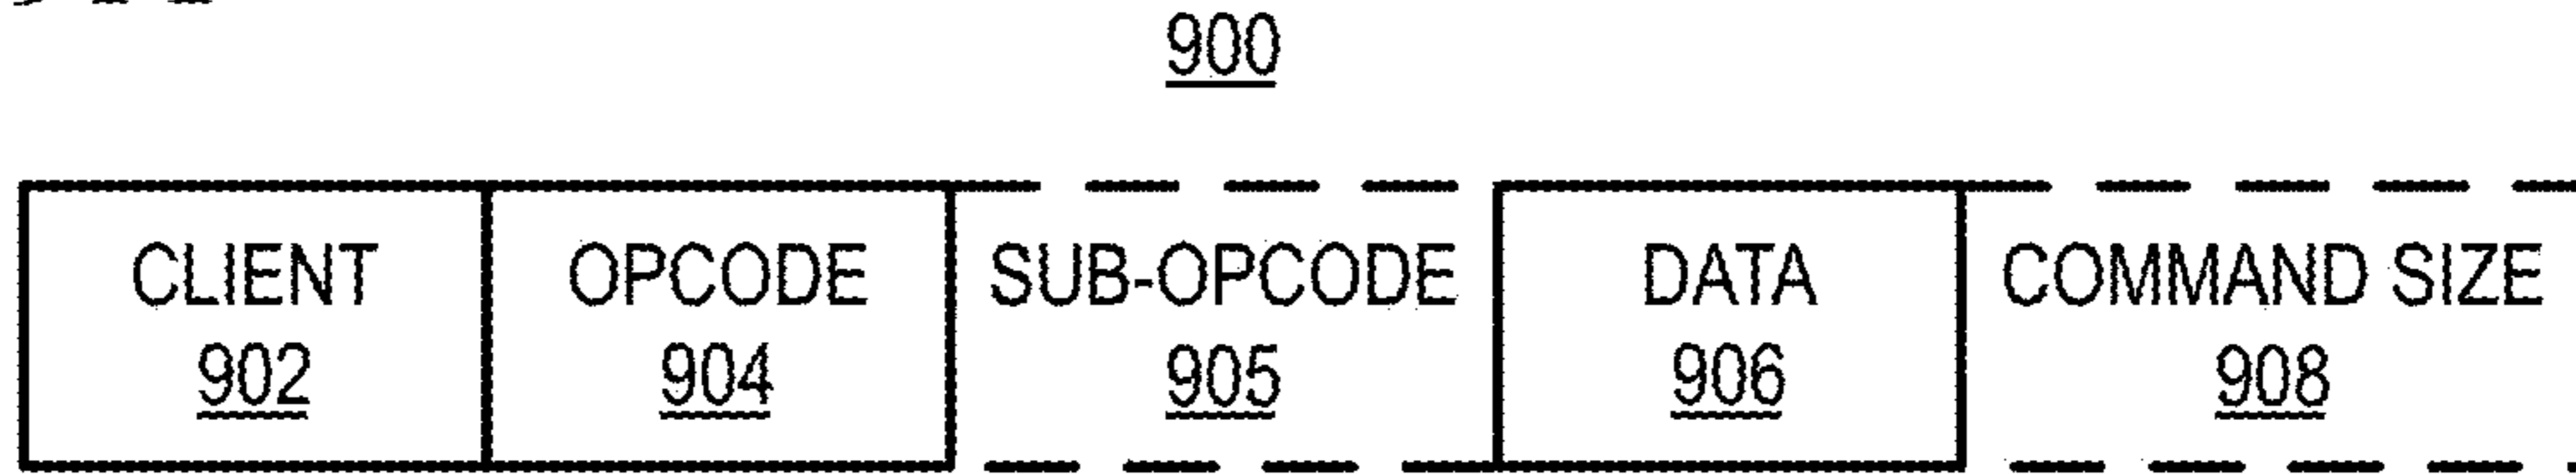 900
CLIENT OPCODE SUB-OPCODE DATA COMMAND SIZE
902 904 905 906 908